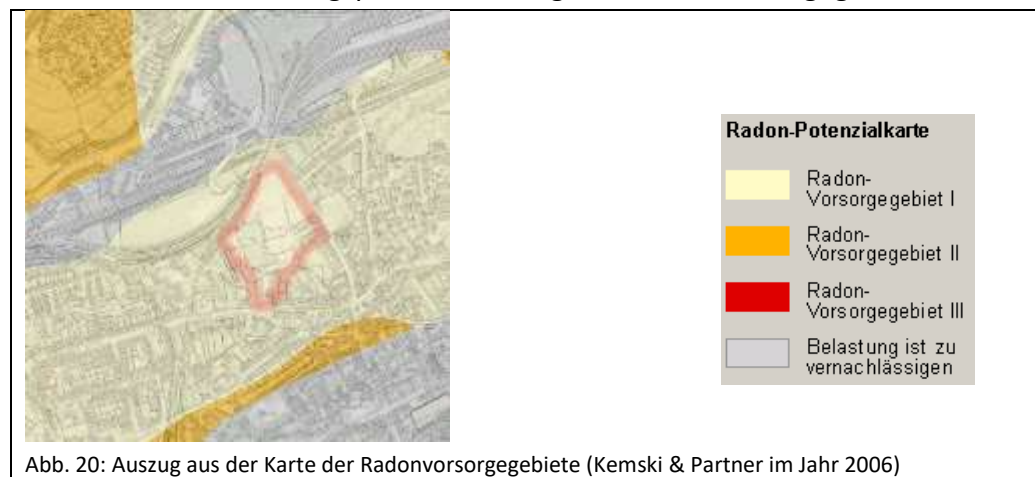 Radon-Potenzialkarte
Radon-
Vorsorgegebiet I
Radon-
Vorsorgegebiet II
Radon-
Vorsorgegebiet III
Belastung ist zu
vernachlässigen
Abb. 20: Auszug aus der Karte der Radonvorsorgegebiete (Kemski & Partner im Jahr 2006)